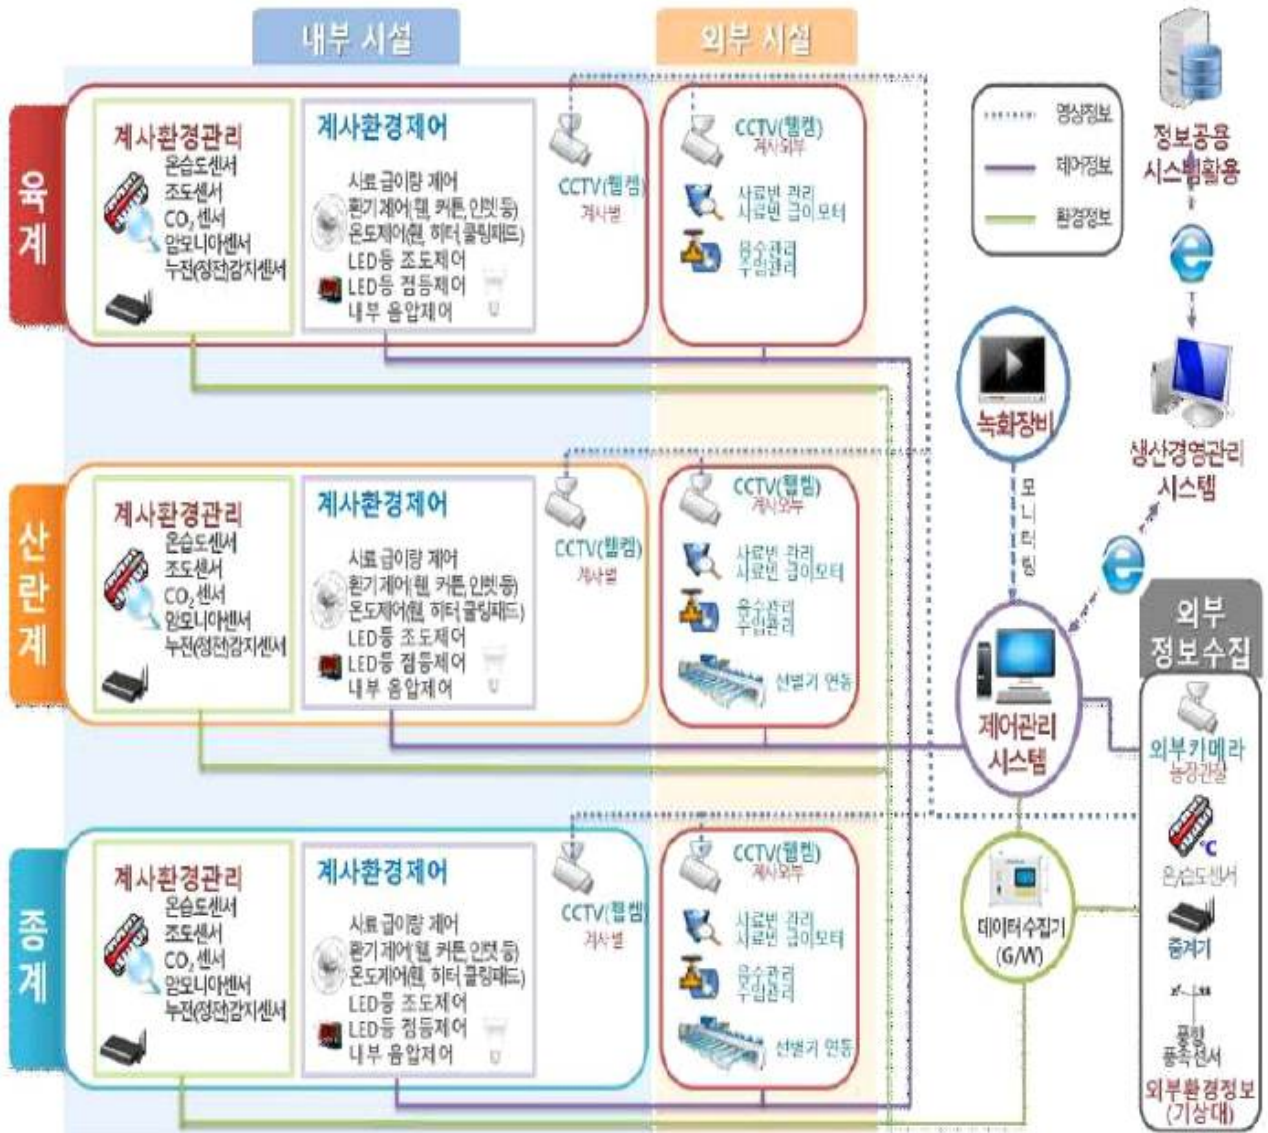 내부 시설
외부 시설
육계
계사환경관리
온습도센서
조도센서
CO₂ 센서
암모니아센서
누전(정전)감지센서
계사환경제어
사료 급이량 제어
환기 제어(휀, 커튼, 인렛 등)
온도제어(휀, 히터, 쿨링패드)
LED등 조도제어
LED등 점등제어
내부 음압제어
CCTV(웹켐)
계사별
CCTV(웹켐)
계사외부
사료빈 관리
사료빈 급이모터
음수관리
수압관리
산란계
계사환경관리
온습도센서
조도센서
CO₂ 센서
암모니아센서
누전(정전)감지센서
계사환경제어
사료 급이량 제어
환기 제어(휀, 커튼, 인렛 등)
온도제어(휀, 히터, 쿨링패드)
LED등 조도제어
LED등 점등제어
내부 음압제어
CCTV(웹켐)
계사별
CCTV(웹켐)
계사외부
사료빈 관리
사료빈 급이모터
음수관리
수압관리
선별기 연동
종계
계사환경관리
온습도센서
조도센서
CO₂ 센서
암모니아센서
누전(정전)감지센서
계사환경제어
사료 급이량 제어
환기 제어(휀, 커튼, 인렛 등)
온도제어(휀, 히터, 쿨링패드)
LED등 조도제어
LED등 점등제어
내부 음압제어
CCTV(웹켐)
계사별
CCTV(웹켐)
계사외부
사료빈 관리
사료빈 급이모터
음수관리
수압관리
선별기 연동
영상정보
제어정보
환경정보
정보공용
시스템활용
녹화장비
모니터링
생산경영관리
시스템
제어관리
시스템
데이터수집기
(G/W)
외부
정보수집
외부카메라
농장관찰
°C
온/습도센서
중계기
풍향
풍속센서
외부환경정보
(기상대)